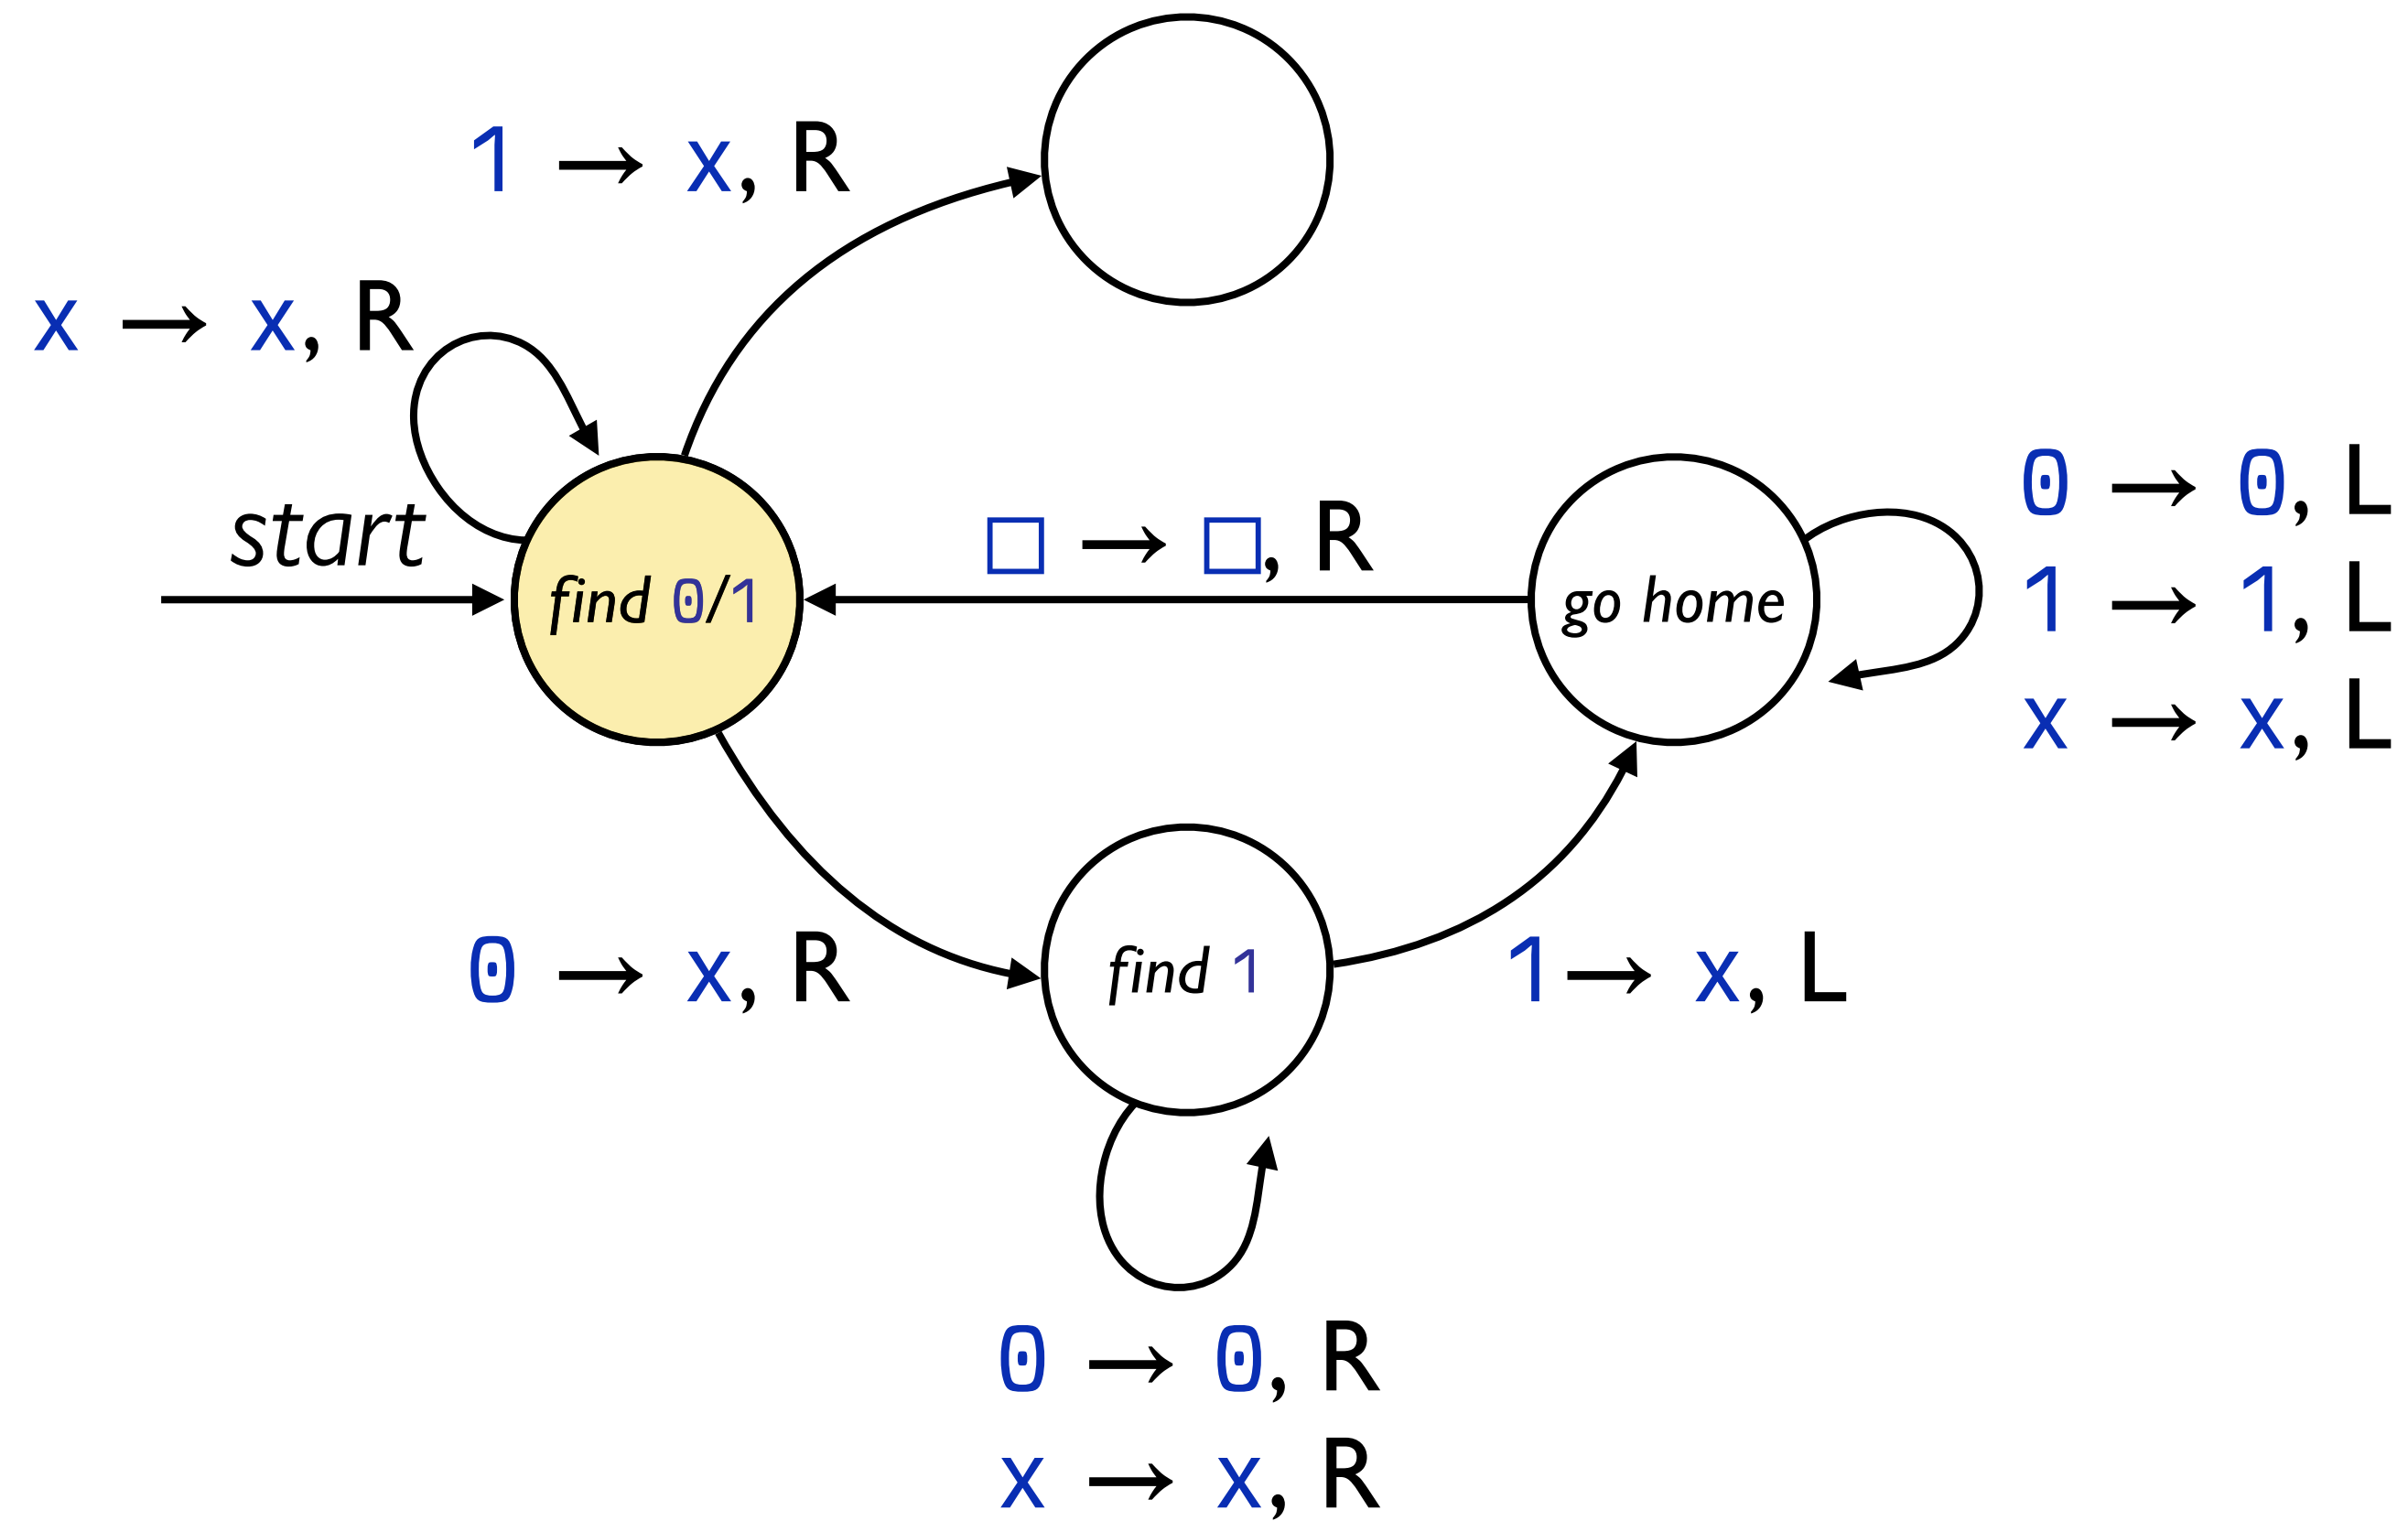 1 → x, R
x → x, R
start
find 0/1
□ → □, R
go home
0 → 0, L
1 → 1, L
x → x, L
0 → x, R
find 1
1 → x, L
0 → 0, R
x → x, R